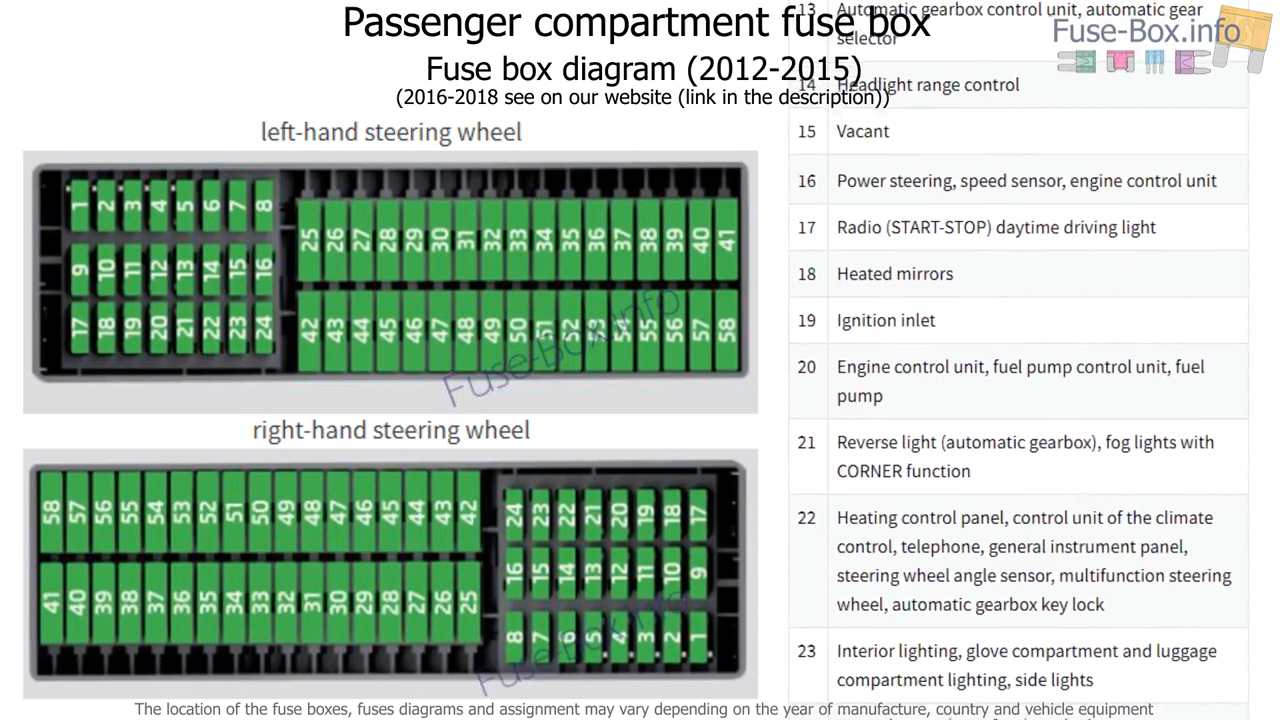 Passenger compartment fuse box
Fuse box diagram (2012-2015)
(2016-2018 see on our website (link in the description))
Fuse-Box.info
left-hand steering wheel
1 2 3 4 5 6 7 8
9 10 11 12 13 14 15 16
17 18 19 20 21 22 23 24
25 26 27 28 29 30 31 32 33 34 35 36 37 38 39 40 41
42 43 44 45 46 47 48 49 50 51 52 53 54 55 56 57 58
Fuse-Box.info
right-hand steering wheel
58 57 56 55 54 53 52 51 50 49 48 47 46 45 44 43 42
41 40 39 38 37 36 35 34 33 32 31 30 29 28 27 26 25
24 23 22 21 20 19 18 17
16 15 14 13 12 11 10 9
8 7 6 5 4 3 2 1
Fuse-Box.info
13 Automatic gearbox control unit, automatic gear
selector
14 Headlight range control
15 Vacant
16 Power steering, speed sensor, engine control unit
17 Radio (START-STOP) daytime driving light
18 Heated mirrors
19 Ignition inlet
20 Engine control unit, fuel pump control unit, fuel
pump
21 Reverse light (automatic gearbox), fog lights with
CORNER function
22 Heating control panel, control unit of the climate
control, telephone, general instrument panel,
steering wheel angle sensor, multifunction steering
wheel, automatic gearbox key lock
23 Interior lighting, glove compartment and luggage
compartment lighting, side lights
The location of the fuse boxes, fuses diagrams and assignment may vary depending on the year of manufacture, country and vehicle equipment